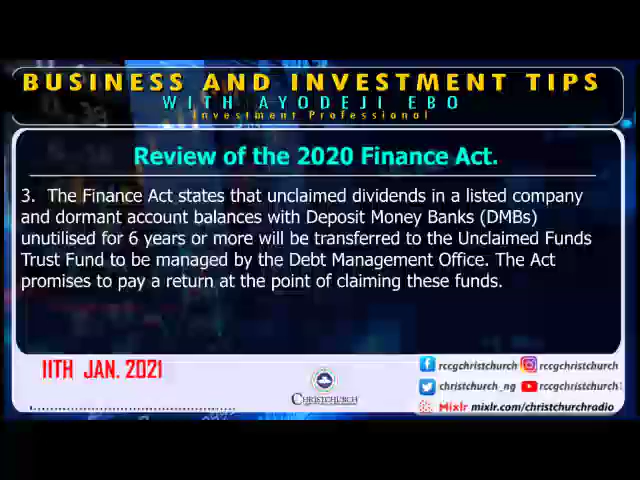 BUSINESS AND INVESTMENT TIPS
WITH AYODEJI EBO
Investment Professional
Review of the 2020 Finance Act.
3. The Finance Act states that unclaimed dividends in a listed company
and dormant account balances with Deposit Money Banks (DMBs)
unutilised for 6 years or more will be transferred to the Unclaimed Funds
Trust Fund to be managed by the Debt Management Office. The Act
promises to pay a return at the point of claiming these funds.
11TH JAN. 2021
CHRISTCHURCH
rccgchristchurch rccgchristchurch
christchurch_ng rccgchristchurch
Mixlr mixlr.com/christchurchradio